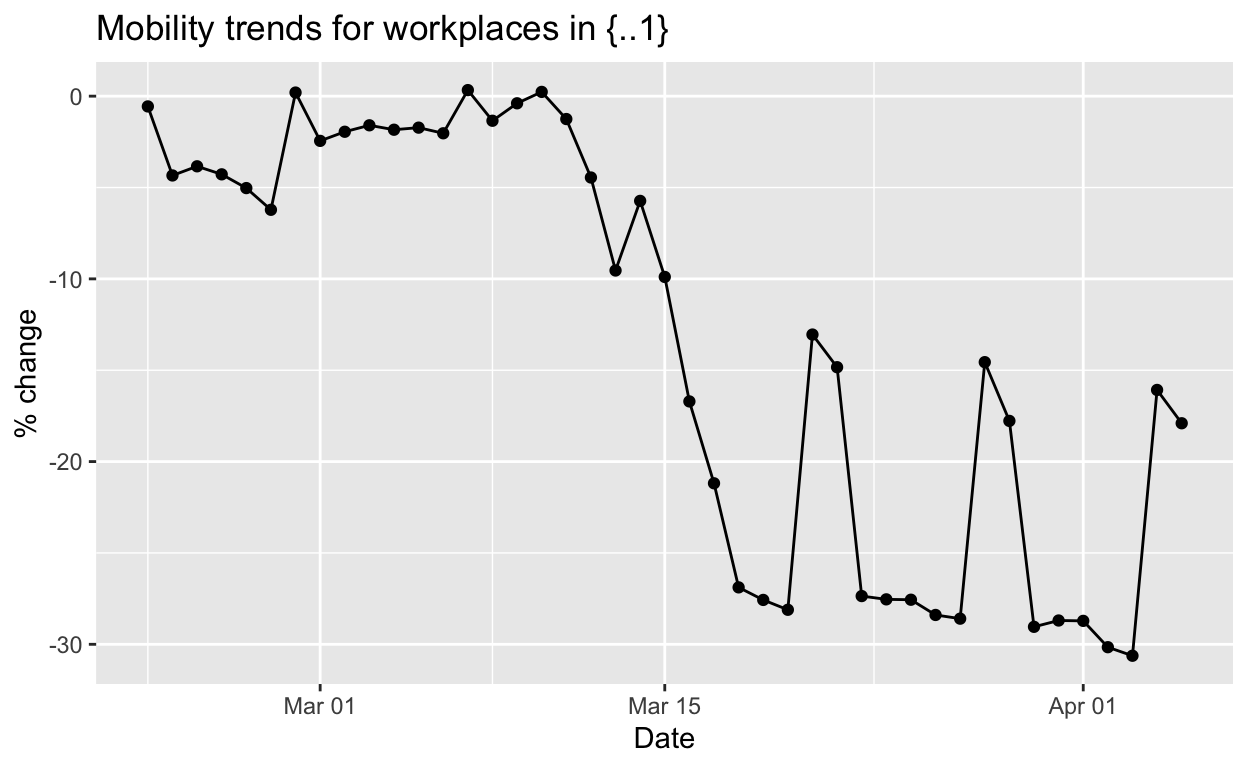 Mobility trends for workplaces in {..1}
0
-10
-20
-30
% change
Mar 01
Mar 15
Apr 01
Date